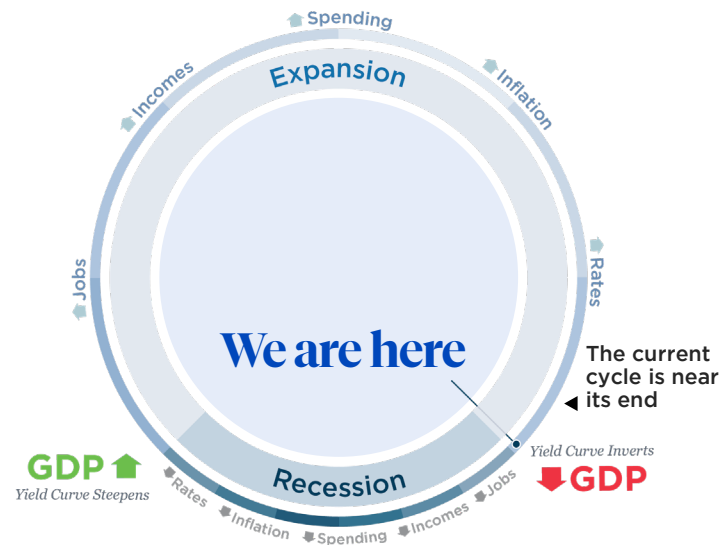 Spending
Expansion
Incomes
Inflation
Jobs
Rates
We are here
The current
cycle is near
its end
Yield Curve Inverts
GDP
GDP
Yield Curve Steepens
Recession
Rates
Inflation
Spending
Incomes
Jobs